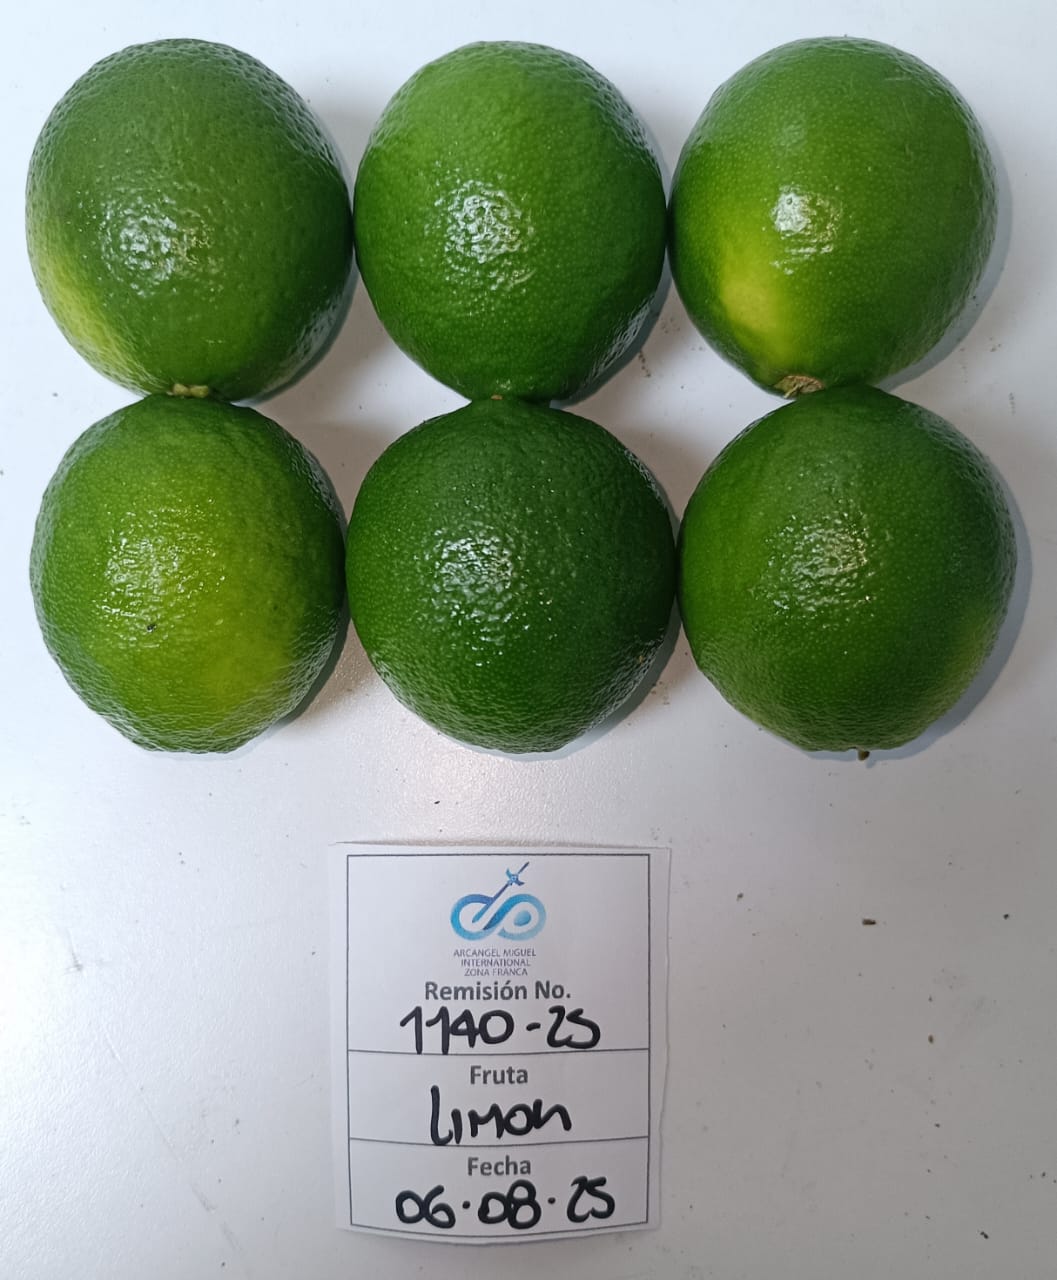 ARCANGEL MIGUEL
INTERNATIONAL
ZONA FRANCA
Remisión No.
1140-25
Fruta
LIMON
Fecha
06.08.25